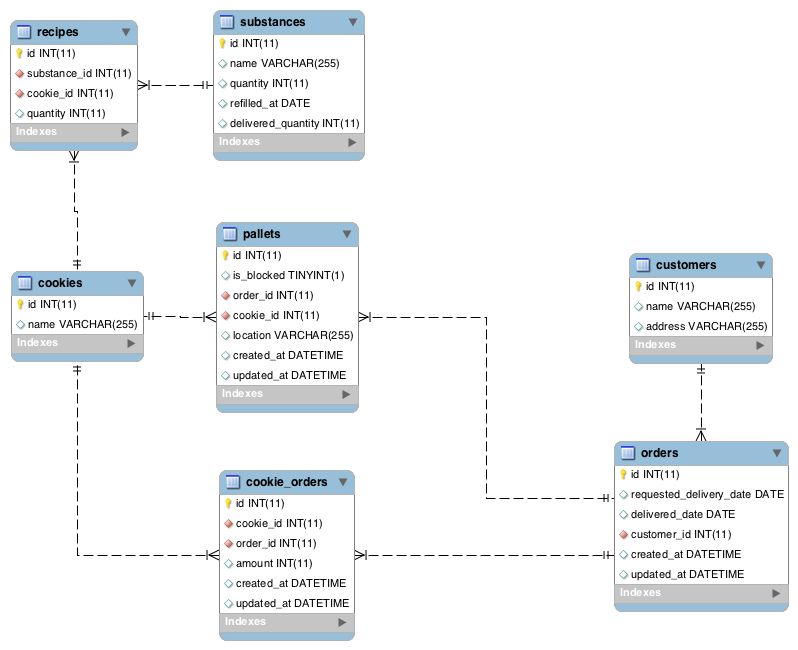 recipes
id INT(11)
substance_id INT(11)
cookie_id INT(11)
quantity INT(11)
Indexes
substances
id INT(11)
name VARCHAR(255)
quantity INT(11)
refilled_at DATE
delivered_quantity INT(11)
Indexes
cookies
id INT(11)
name VARCHAR(255)
Indexes
pallets
id INT(11)
is_blocked TINYINT(1)
order_id INT(11)
cookie_id INT(11)
location VARCHAR(255)
created_at DATETIME
updated_at DATETIME
Indexes
customers
id INT(11)
name VARCHAR(255)
address VARCHAR(255)
Indexes
cookie_orders
id INT(11)
cookie_id INT(11)
order_id INT(11)
amount INT(11)
created_at DATETIME
updated_at DATETIME
Indexes
orders
id INT(11)
requested_delivery_date DATE
delivered_date DATE
customer_id INT(11)
created_at DATETIME
updated_at DATETIME
Indexes